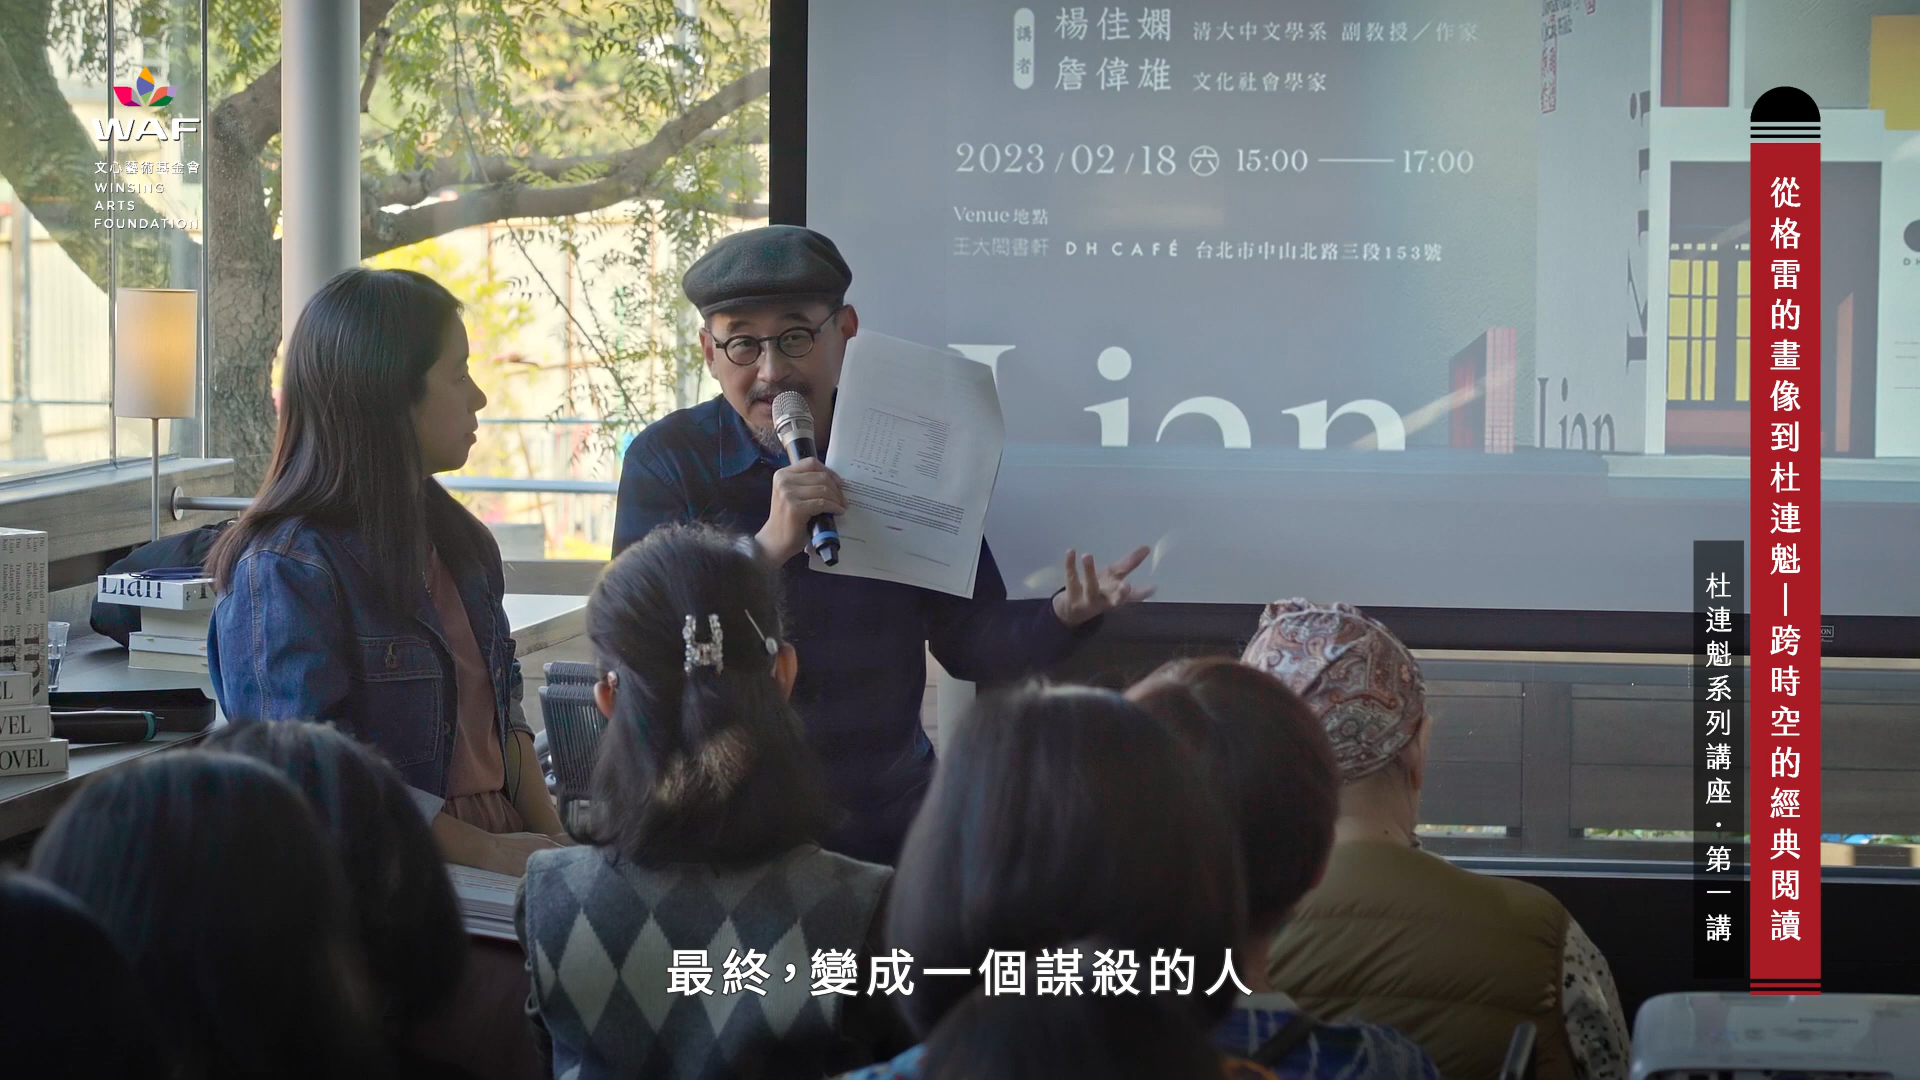 WAF
文心藝術基金會
WINSING
ARTS
FOUNDATION
講者
楊佳嫻 清大中文學系 副教授／作家
詹偉雄 文化社會學家
2023/02/18 ㊅ 15:00 —— 17:00
Venue 地點
王大閎書軒 DH CAFÉ 台北市中山北路三段153號
Lian
Lian
從格雷的畫像到杜連魁—跨時空的經典閱讀
杜連魁系列講座・第一講
Lian
VEL
OVEL
最終，變成一個謀殺的人